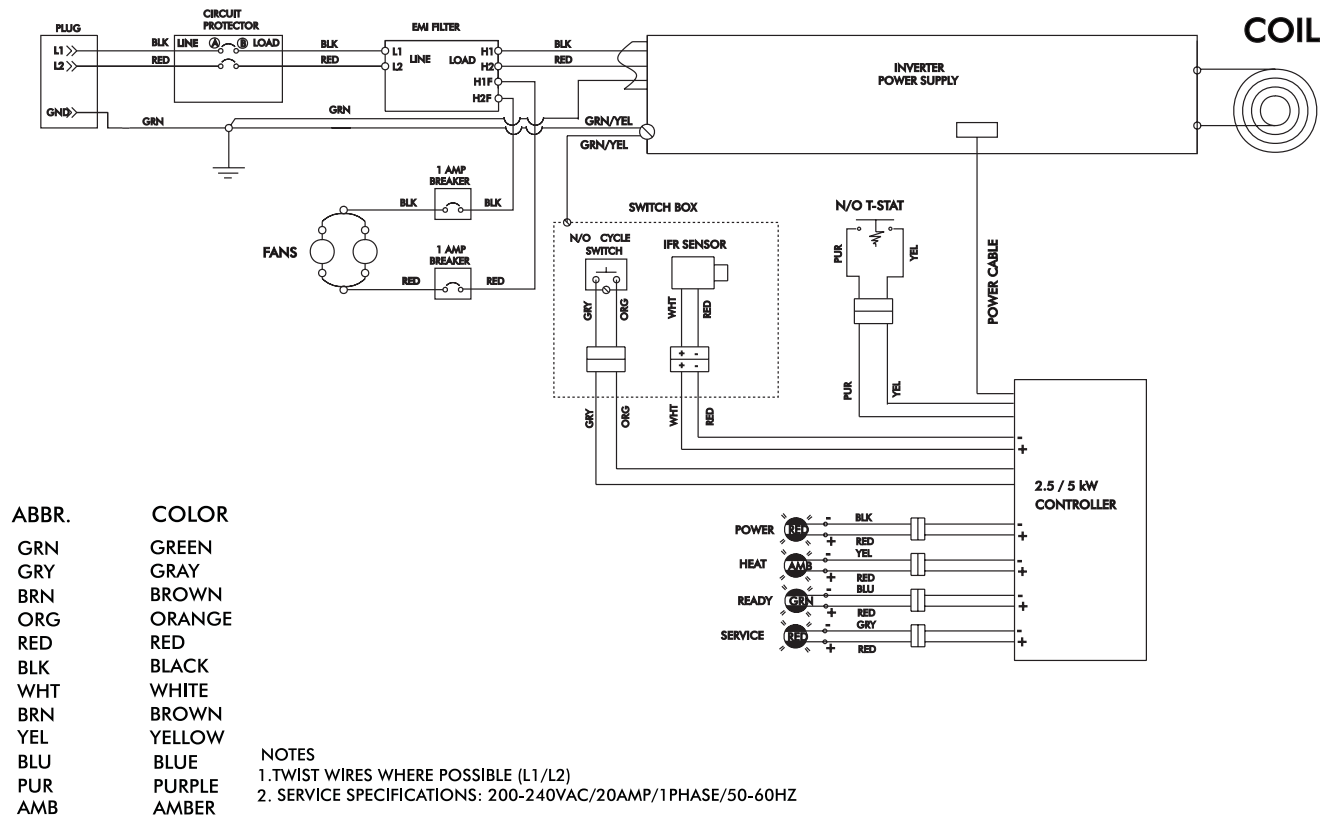 COIL
CIRCUIT
PROTECTOR
PLUG
EMI FILTER
L1
BLK
LINE
A
B
LOAD
BLK
L1
H1
BLK
L2
RED
RED
L2
LINE
LOAD
H2
RED
INVERTER
POWER SUPPLY
H1F
H2F
GND
GRN
GRN
GRN/YEL
GRN/YEL
1 AMP
BREAKER
BLK
BLK
FANS
1 AMP
BREAKER
RED
RED
SWITCH BOX
N/O CYCLE
SWITCH
IFR SENSOR
GRY
ORG
WHT
RED
+ -
+ -
GRY
ORG
WHT
RED
N/O T-STAT
PUR
YEL
PUR
YEL
POWER CABLE
-
+
2.5 / 5 kW
CONTROLLER
POWER
RED
-
BLK
-
+
RED
+
HEAT
AMB
-
YEL
-
+
RED
+
READY
GRN
-
BLU
-
+
RED
+
SERVICE
RED
-
GRY
-
+
RED
+
ABBR. COLOR
GRN GREEN
GRY GRAY
BRN BROWN
ORG ORANGE
RED RED
BLK BLACK
WHT WHITE
BRN BROWN
YEL YELLOW
BLU BLUE
PUR PURPLE
AMB AMBER
NOTES
1.TWIST WIRES WHERE POSSIBLE (L1/L2)
2. SERVICE SPECIFICATIONS: 200-240VAC/20AMP/1PHASE/50-60HZ